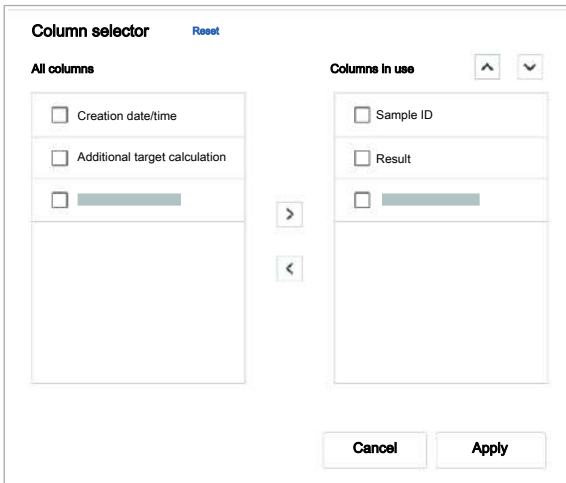 Column selector Reset
All columns Columns in use
Creation date/time Sample ID
Additional target calculation Result
Cancel Apply